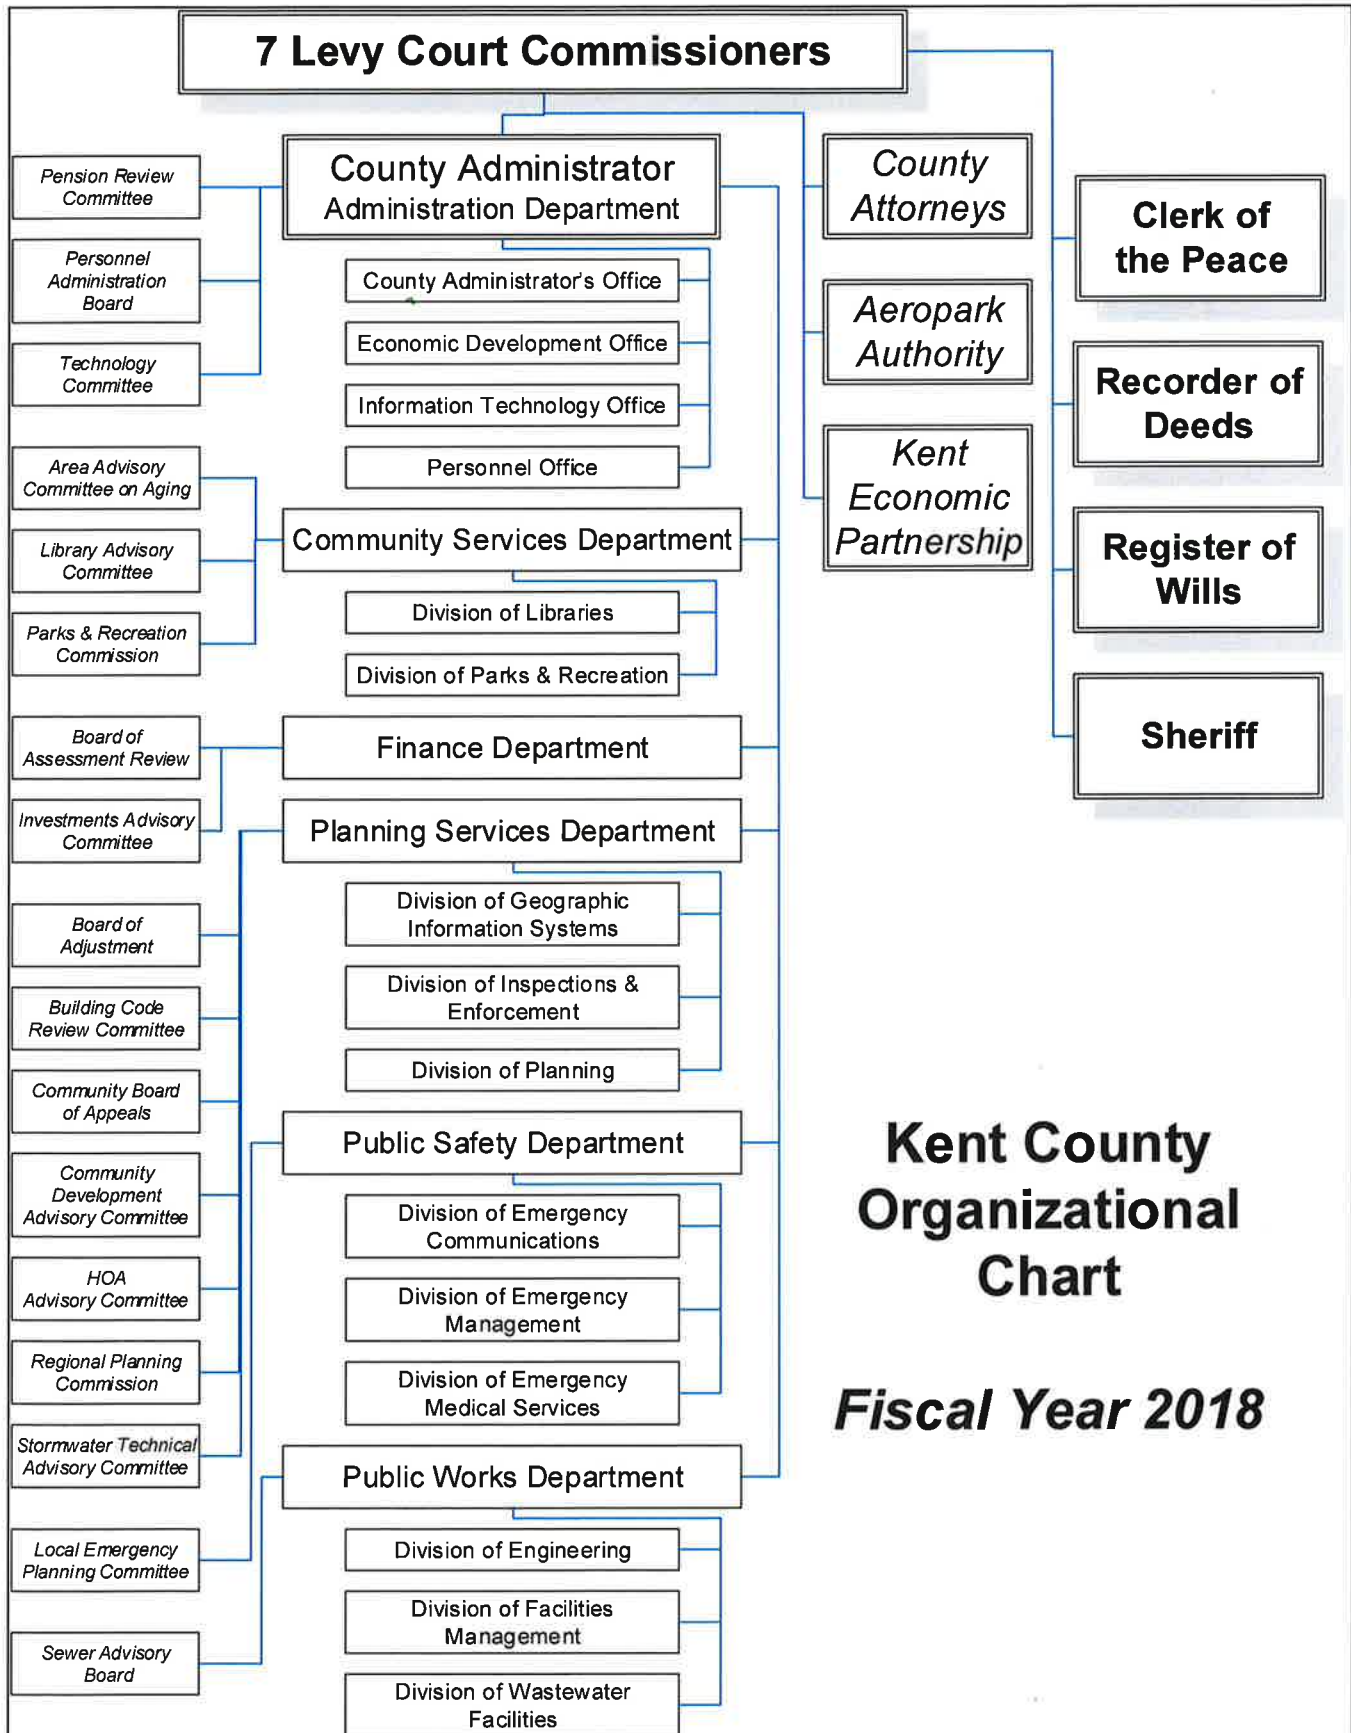 7 Levy Court Commissioners
County Administrator
Administration Department
County Administrator's Office
Economic Development Office
Information Technology Office
Personnel Office
Pension Review
Committee
Personnel
Administration
Board
Technology
Committee
County
Attorneys
Aeropark
Authority
Kent
Economic
Partnership
Clerk of
the Peace
Recorder of
Deeds
Register of
Wills
Sheriff
Area Advisory
Committee on Aging
Library Advisory
Committee
Parks & Recreation
Commission
Community Services Department
Division of Libraries
Division of Parks & Recreation
Board of
Assessment Review
Investments Advisory
Committee
Finance Department
Planning Services Department
Division of Geographic
Information Systems
Division of Inspections &
Enforcement
Division of Planning
Board of
Adjustment
Building Code
Review Committee
Community Board
of Appeals
Community
Development
Advisory Committee
HOA
Advisory Committee
Regional Planning
Commission
Stormwater Technical
Advisory Committee
Public Safety Department
Division of Emergency
Communications
Division of Emergency
Management
Division of Emergency
Medical Services
Local Emergency
Planning Committee
Public Works Department
Division of Engineering
Division of Facilities
Management
Division of Wastewater
Facilities
Sewer Advisory
Board
Kent County
Organizational
Chart
Fiscal Year 2018